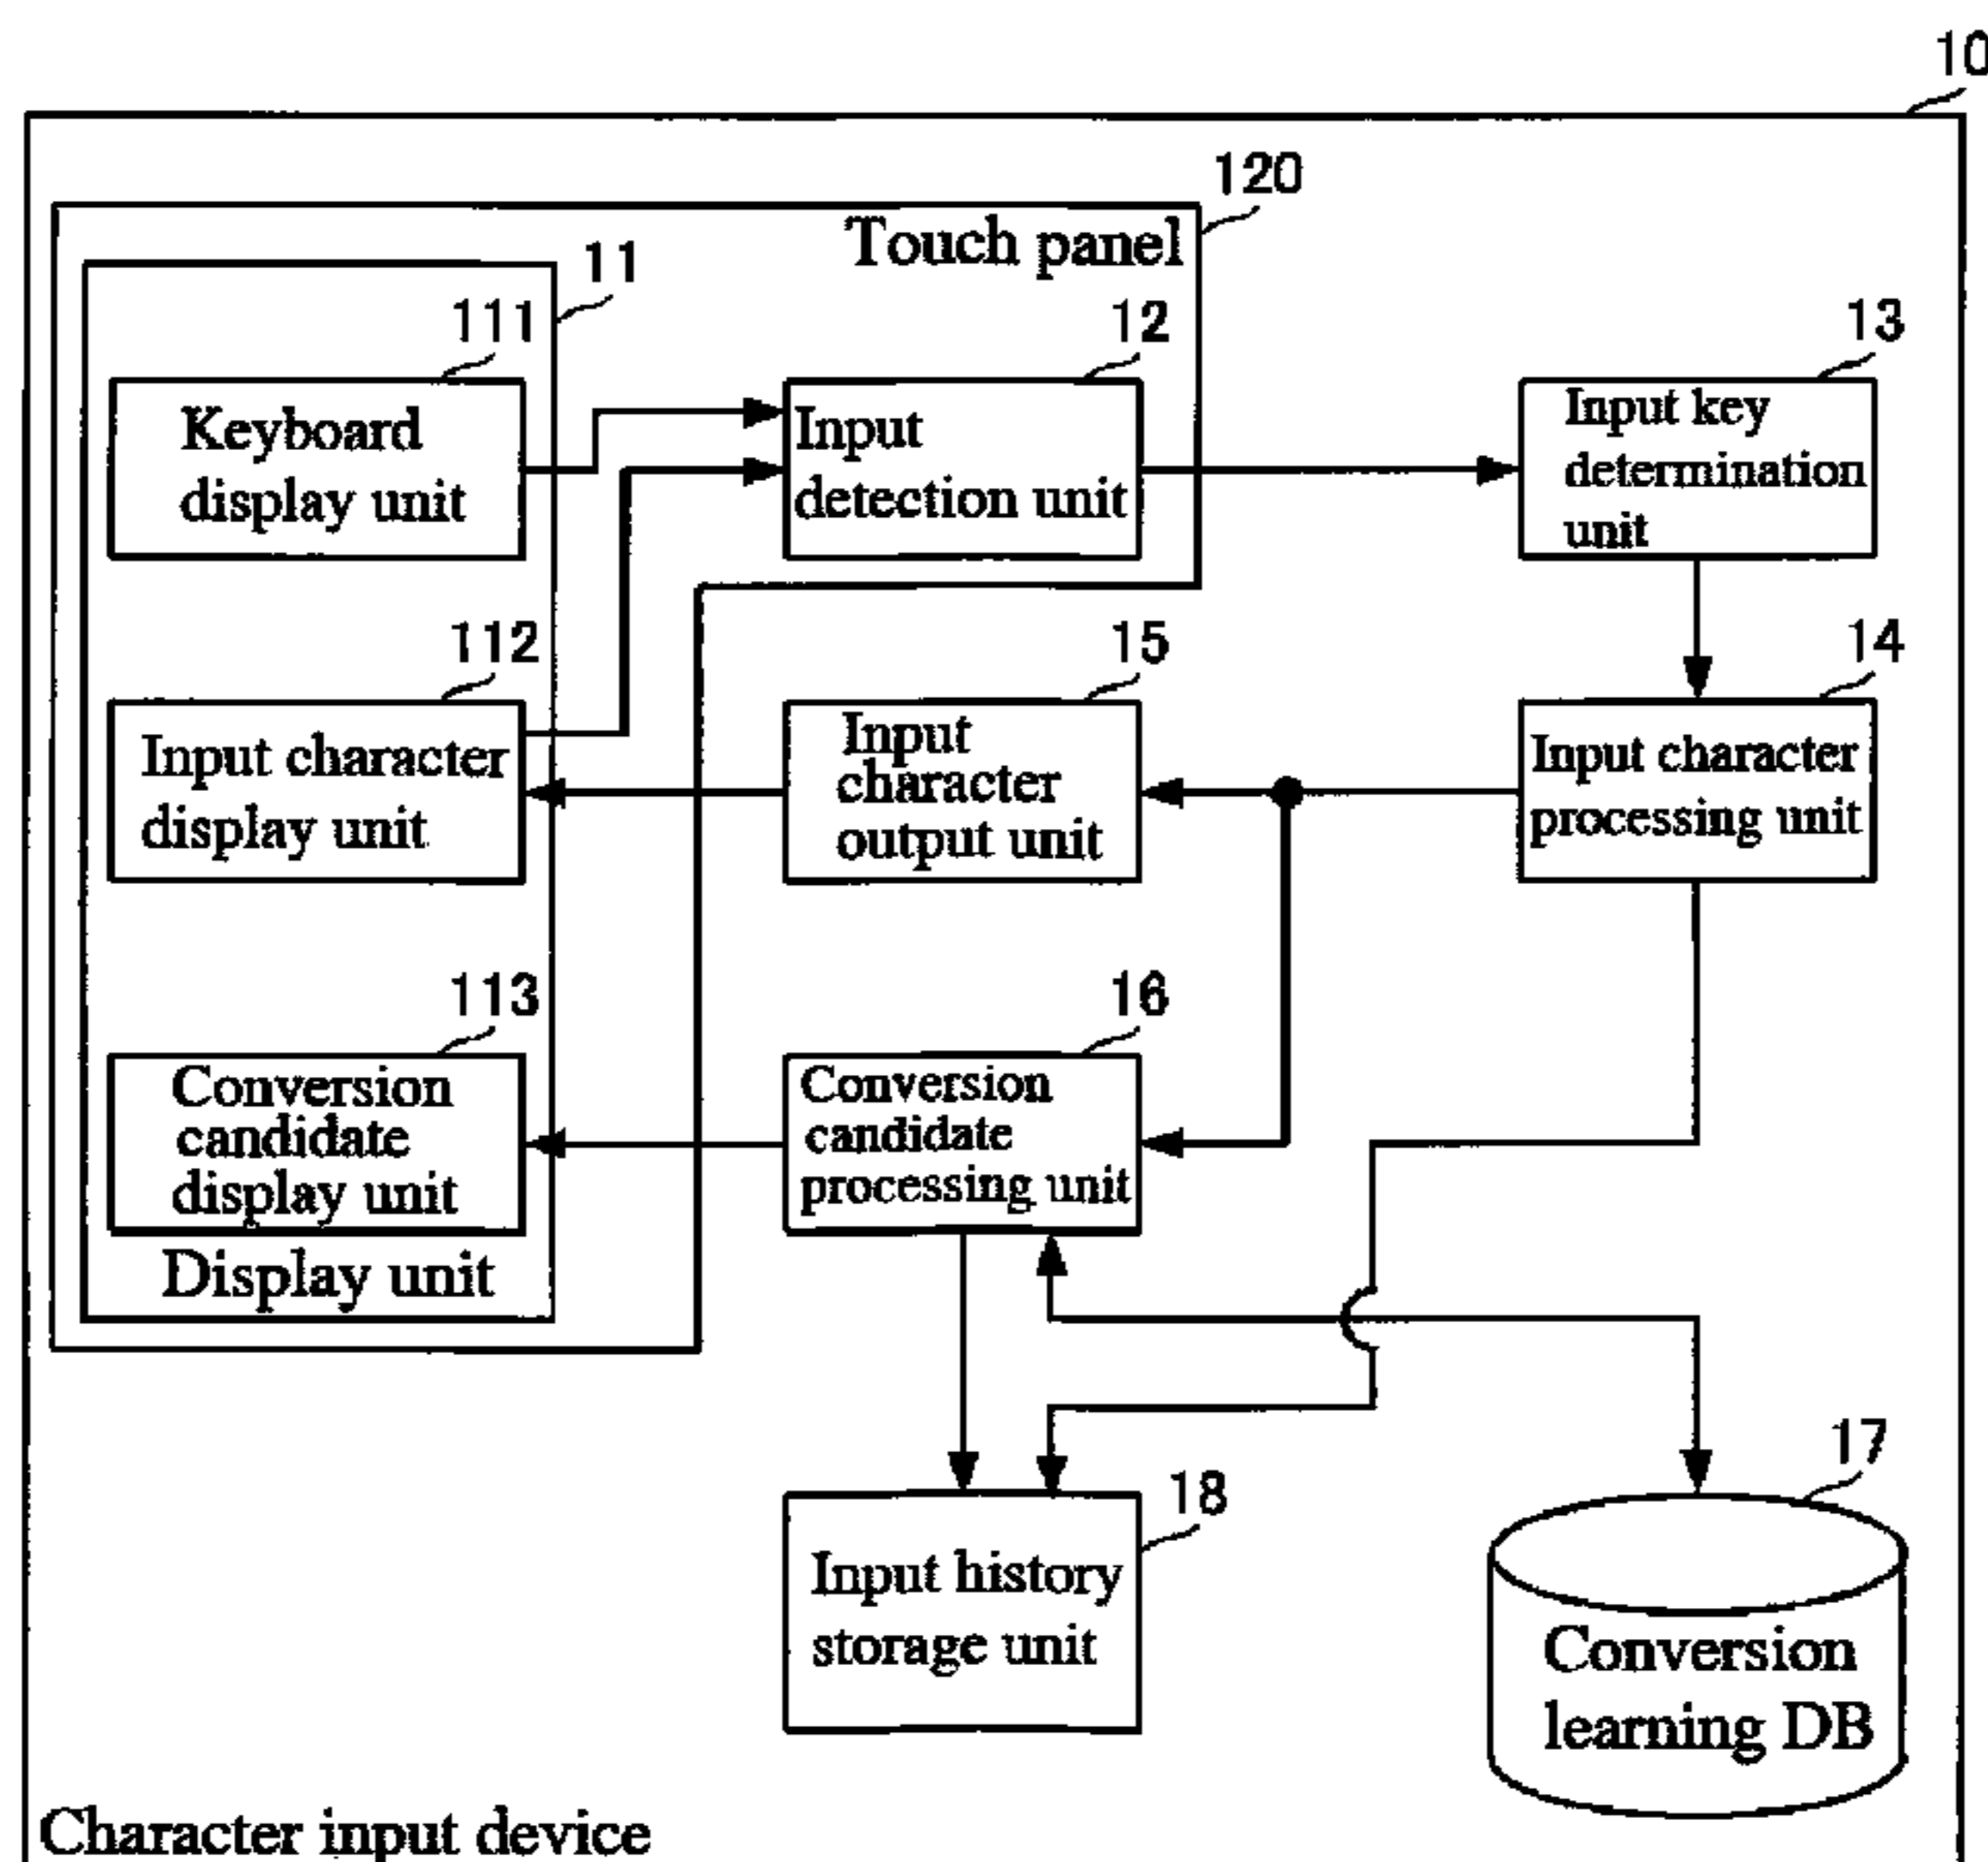 10
120
Touch panel
11
111
12
13
Keyboard
display unit
Input
detection unit
Input key
determination
unit
112
15
14
Input character
display unit
Input
character
output unit
Input character
processing unit
113
16
Conversion
candidate
display unit
Conversion
candidate
processing unit
Display unit
17
18
Input history
storage unit
Conversion
learning DB
Character input device